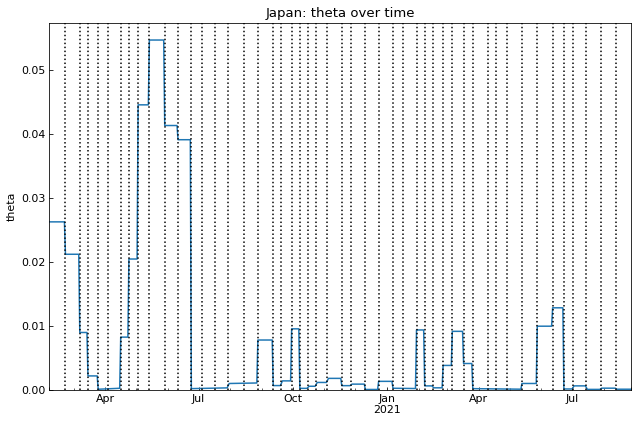 Japan: theta over time
theta
0.05
0.04
0.03
0.02
0.01
0.00
Apr
Jul
Oct
Jan
2021
Apr
Jul